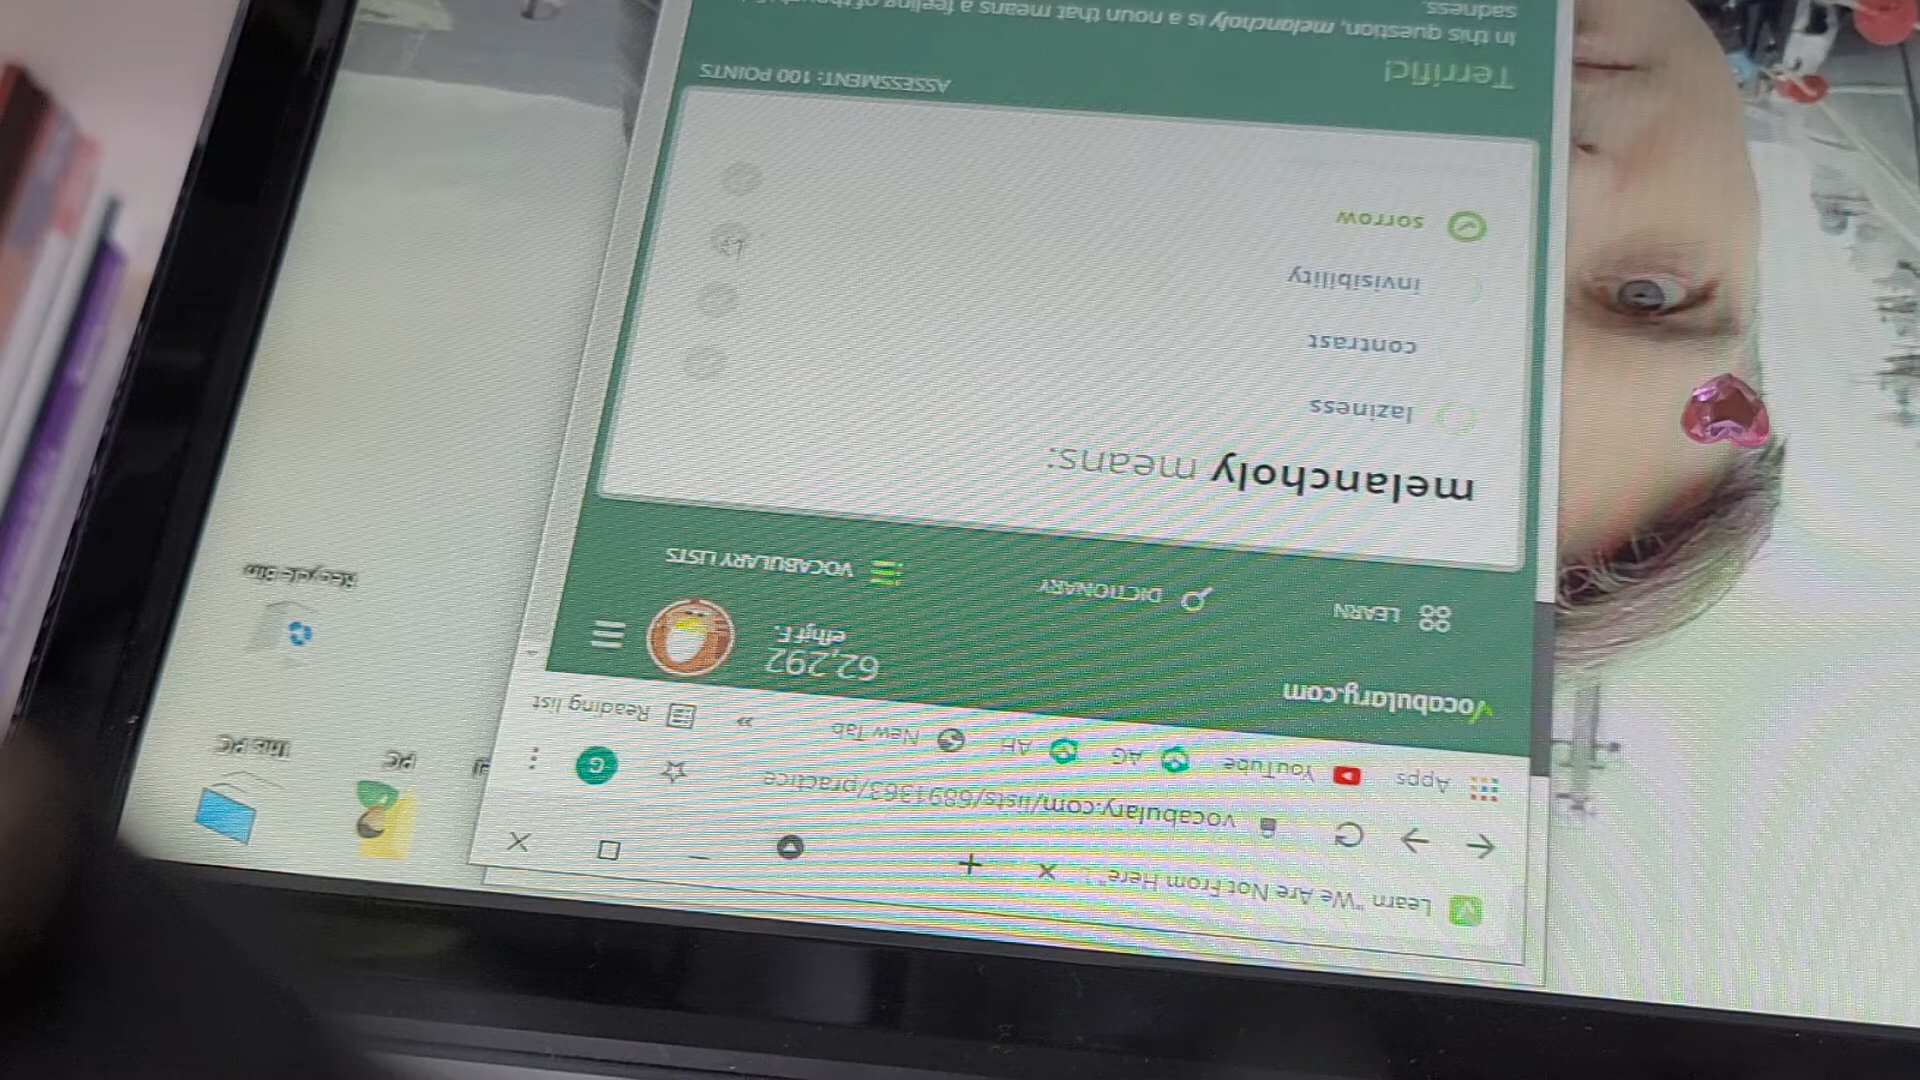 Learn "We Are Not From Here"
vocabulary.com/lists/6891363/practice
Apps YouTube AG AH New Tab » Reading list
Vocabulary.com
62,292
efhjf F.
LEARN DICTIONARY VOCABULARY LISTS
melancholy means:
laziness
contrast
invisibility
sorrow
ASSESSMENT: 100 POINTS
Terrific!
In this question, melancholy is a noun that means a feeling of
sadness.
This PC
PC
Recycle Bin